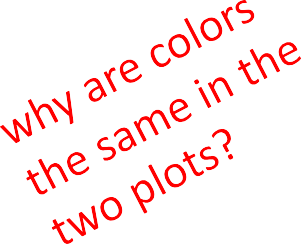 why are colors
the same in the
two plots?